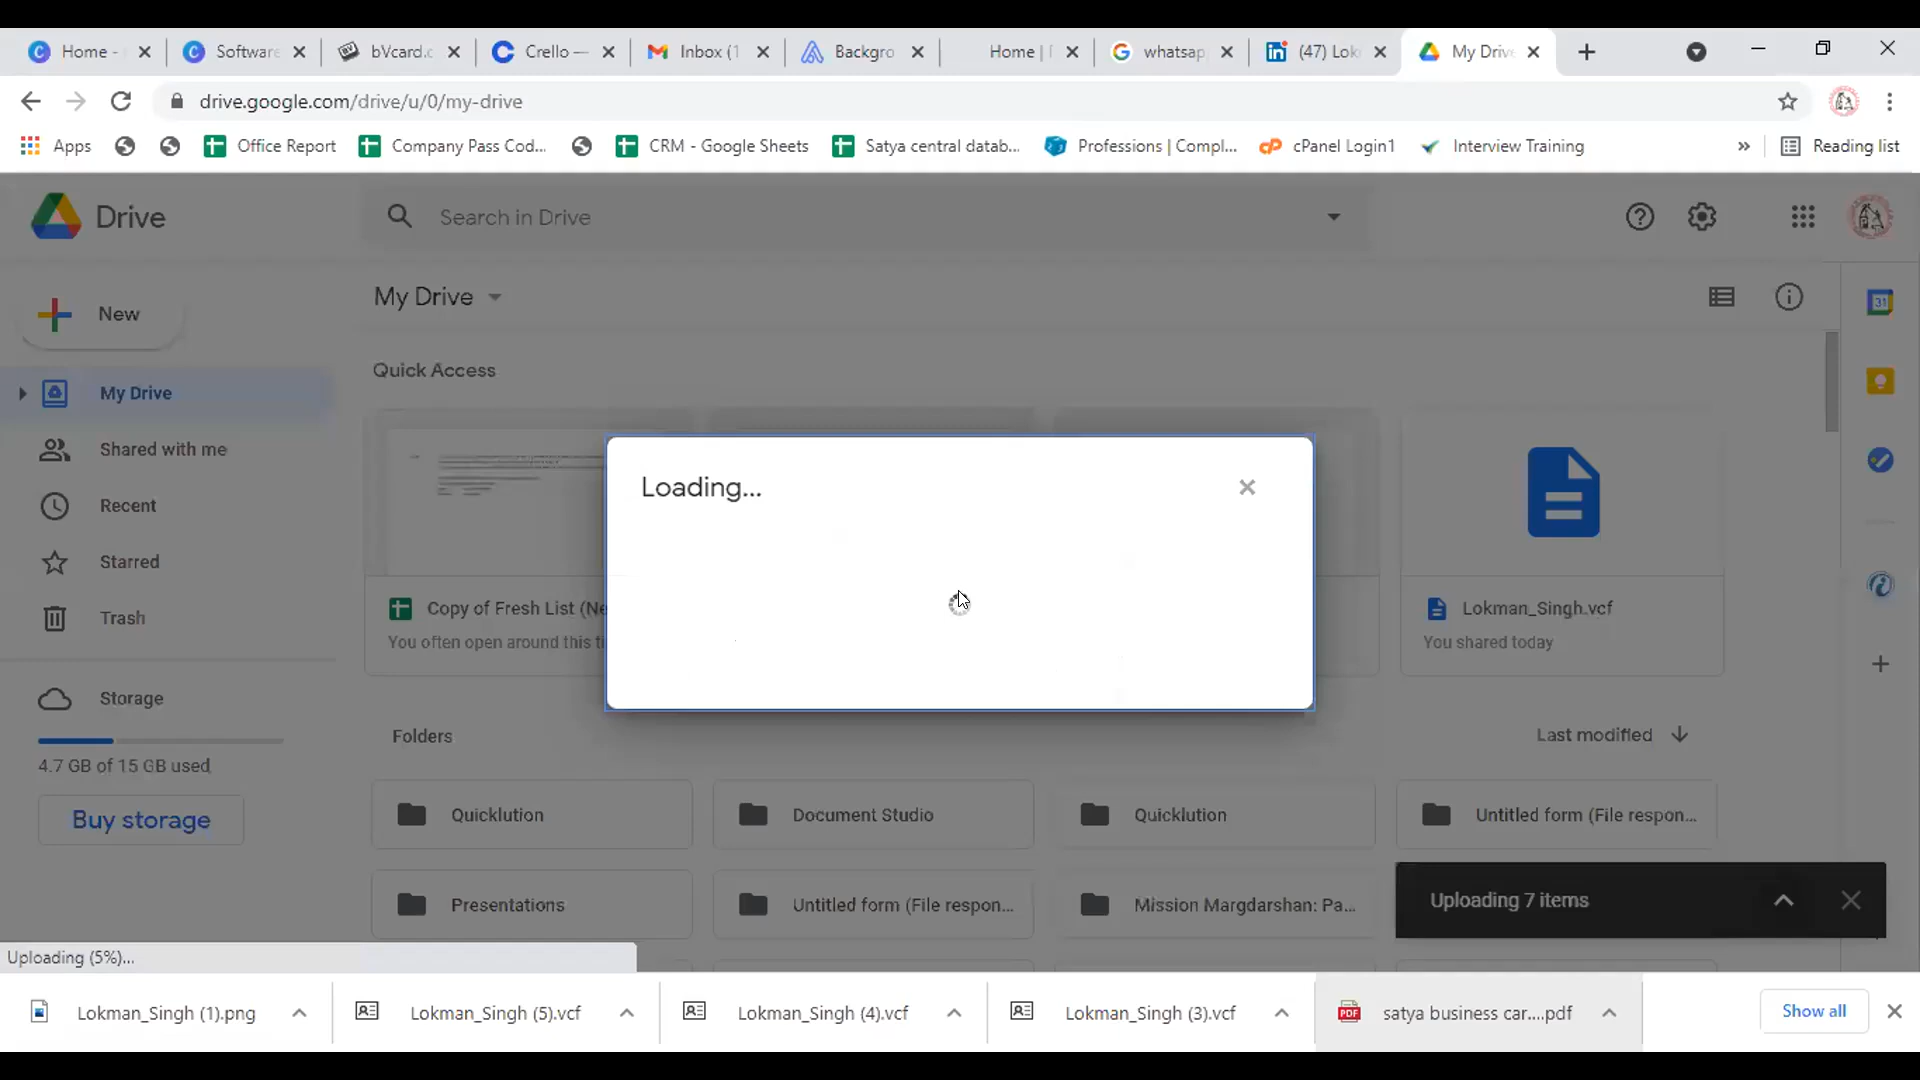 Home -
Software
bVcard.c
Crello —
Inbox (1
Backgro
Home |
whatsap
(47) Lok
My Driv
drive.google.com/drive/u/0/my-drive
Apps
Office Report
Company Pass Cod...
CRM - Google Sheets
Satya central datab...
Professions | Compl...
cPanel Login1
Interview Training
»
Reading list
Drive
Search in Drive
New
My Drive
31
Quick Access
My Drive
Shared with me
Recent
Starred
Trash
Loading...
Copy of Fresh List (Ne
You often open around this ti
Lokman_Singh.vcf
You shared today
Storage
4.7 GB of 15 GB used
Buy storage
Folders
Last modified
Quicklution
Document Studio
Quicklution
Untitled form (File respon...
Presentations
Untitled form (File respon...
Mission Margdarshan: Pa...
Uploading 7 items
Uploading (5%)...
Lokman_Singh (1).png
Lokman_Singh (5).vcf
Lokman_Singh (4).vcf
Lokman_Singh (3).vcf
PDF
satya business car....pdf
Show all